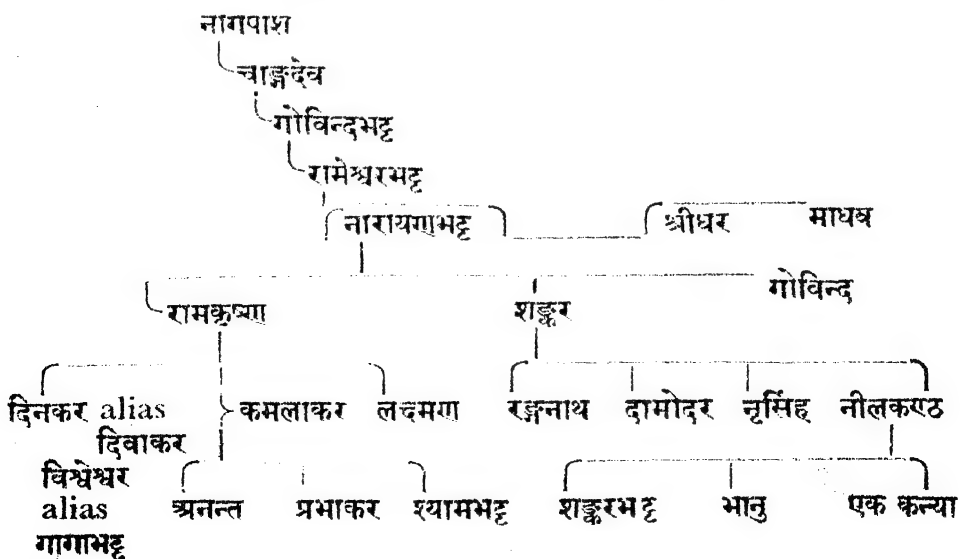 नागपाश
चाङ्गदेव
गोविन्दभट्ट
रामेश्वरभट्ट
नारायणभट्ट श्रीधर माधव
गोविन्द
रामकृष्ण शङ्कर
दिनकर alias कमलाकर लक्ष्मण रङ्गनाथ दामोदर नृसिंह नीलकण्ठ
दिवाकर
विश्वेश्वर
alias अनन्त प्रभाकर श्यामभट्ट शङ्करभट्ट भानु एक कन्या
गागाभट्ट